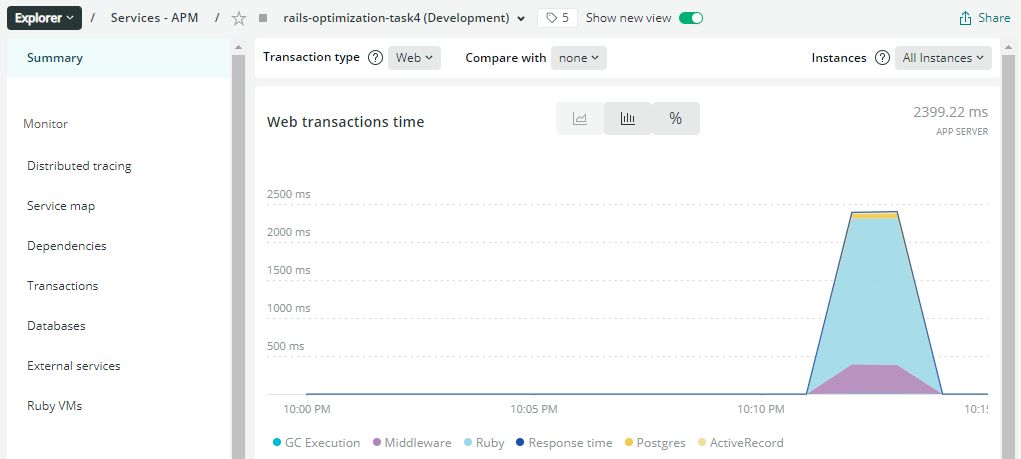 Explorer / Services - APM / rails-optimization-task4 (Development) 5 Show new view Share
Summary
Transaction type ? Web Compare with none Instances ? All Instances
Monitor
Distributed tracing
Service map
Dependencies
Transactions
Databases
External services
Ruby VMs
Web transactions time
%
2399.22 ms
APP SERVER
2500 ms
2000 ms
1500 ms
1000 ms
500 ms
10:00 PM 10:05 PM 10:10 PM 10:15
GC Execution Middleware Ruby Response time Postgres ActiveRecord